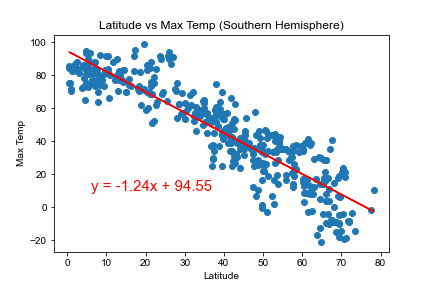 Latitude vs Max Temp (Southern Hemisphere)
100
80
60
40
20
0
−20
Max Temp
y = -1.24x + 94.55
0 10 20 30 40 50 60 70 80
Latitude